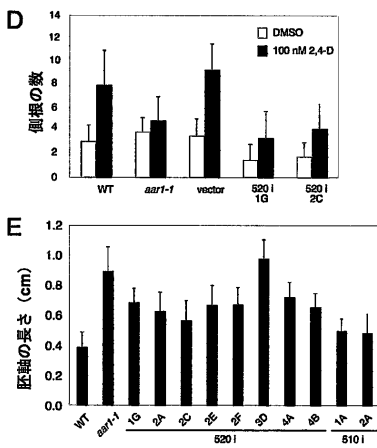 D
14
12
10
8
6
4
2
0
側根の数
DMSO
100 nM 2,4-D
WT aar1-1 vector 520 i 520 i
1G 2C
E
1.2
1.0
0.8
0.6
0.4
0.2
0.0
胚軸の長さ (cm)
WT aar1-1 1G 2A 2C 2E 2F 3D 4A 4B 1A 2A
520 i 510 i